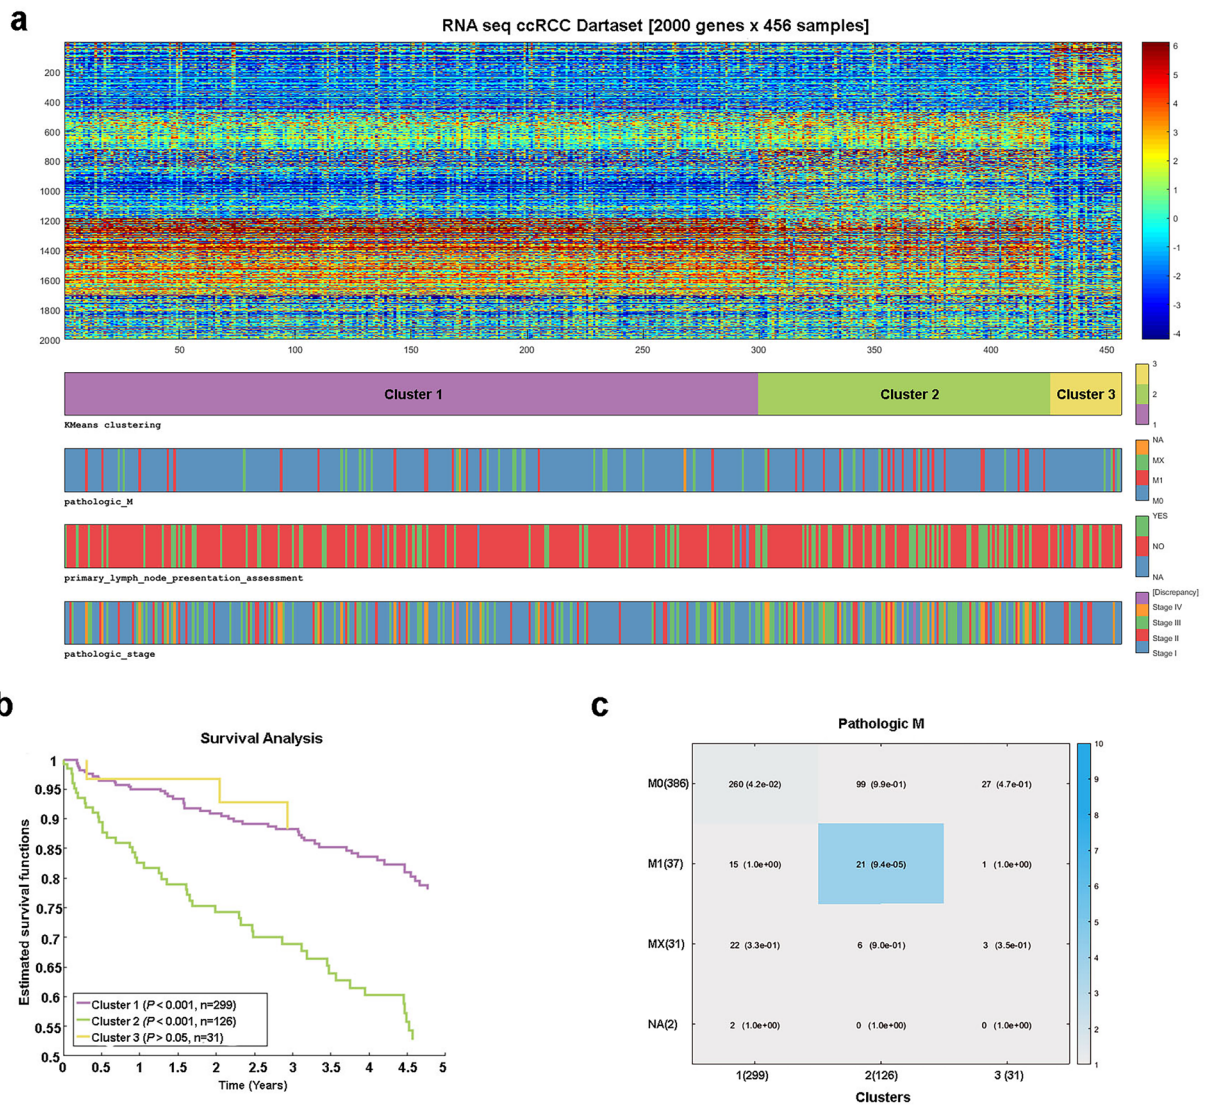 a
RNA seq ccRCC Dartaset [2000 genes x 456 samples]
200
400
600
800
1000
1200
1400
1600
1800
2000
50 100 150 200 250 300 350 400 450
6
5
4
3
2
1
0
-1
-2
-3
-4
Cluster 1 Cluster 2 Cluster 3
3
2
1
KMeans clustering
NA
MX
M1
M0
pathologic_M
YES
NO
NA
primary_lymph_node_presentation_assessment
[Discrepancy]
Stage IV
Stage III
Stage II
Stage I
pathologic_stage
b
Survival Analysis
Estimated survival functions
1
0.95
0.9
0.85
0.8
0.75
0.7
0.65
0.6
0.55
0.5
Cluster 1 (P < 0.001, n=299)
Cluster 2 (P < 0.001, n=126)
Cluster 3 (P > 0.05, n=31)
0 0.5 1 1.5 2 2.5 3 3.5 4 4.5 5
Time (Years)
c
Pathologic M
M0(386) 260 (4.2e-02) 99 (9.9e-01) 27 (4.7e-01)
M1(37) 15 (1.0e+00) 21 (9.4e-05) 1 (1.0e+00)
MX(31) 22 (3.3e-01) 6 (9.0e-01) 3 (3.5e-01)
NA(2) 2 (1.0e+00) 0 (1.0e+00) 0 (1.0e+00)
1(299) 2(126) 3 (31)
Clusters
10
9
8
7
6
5
4
3
2
1